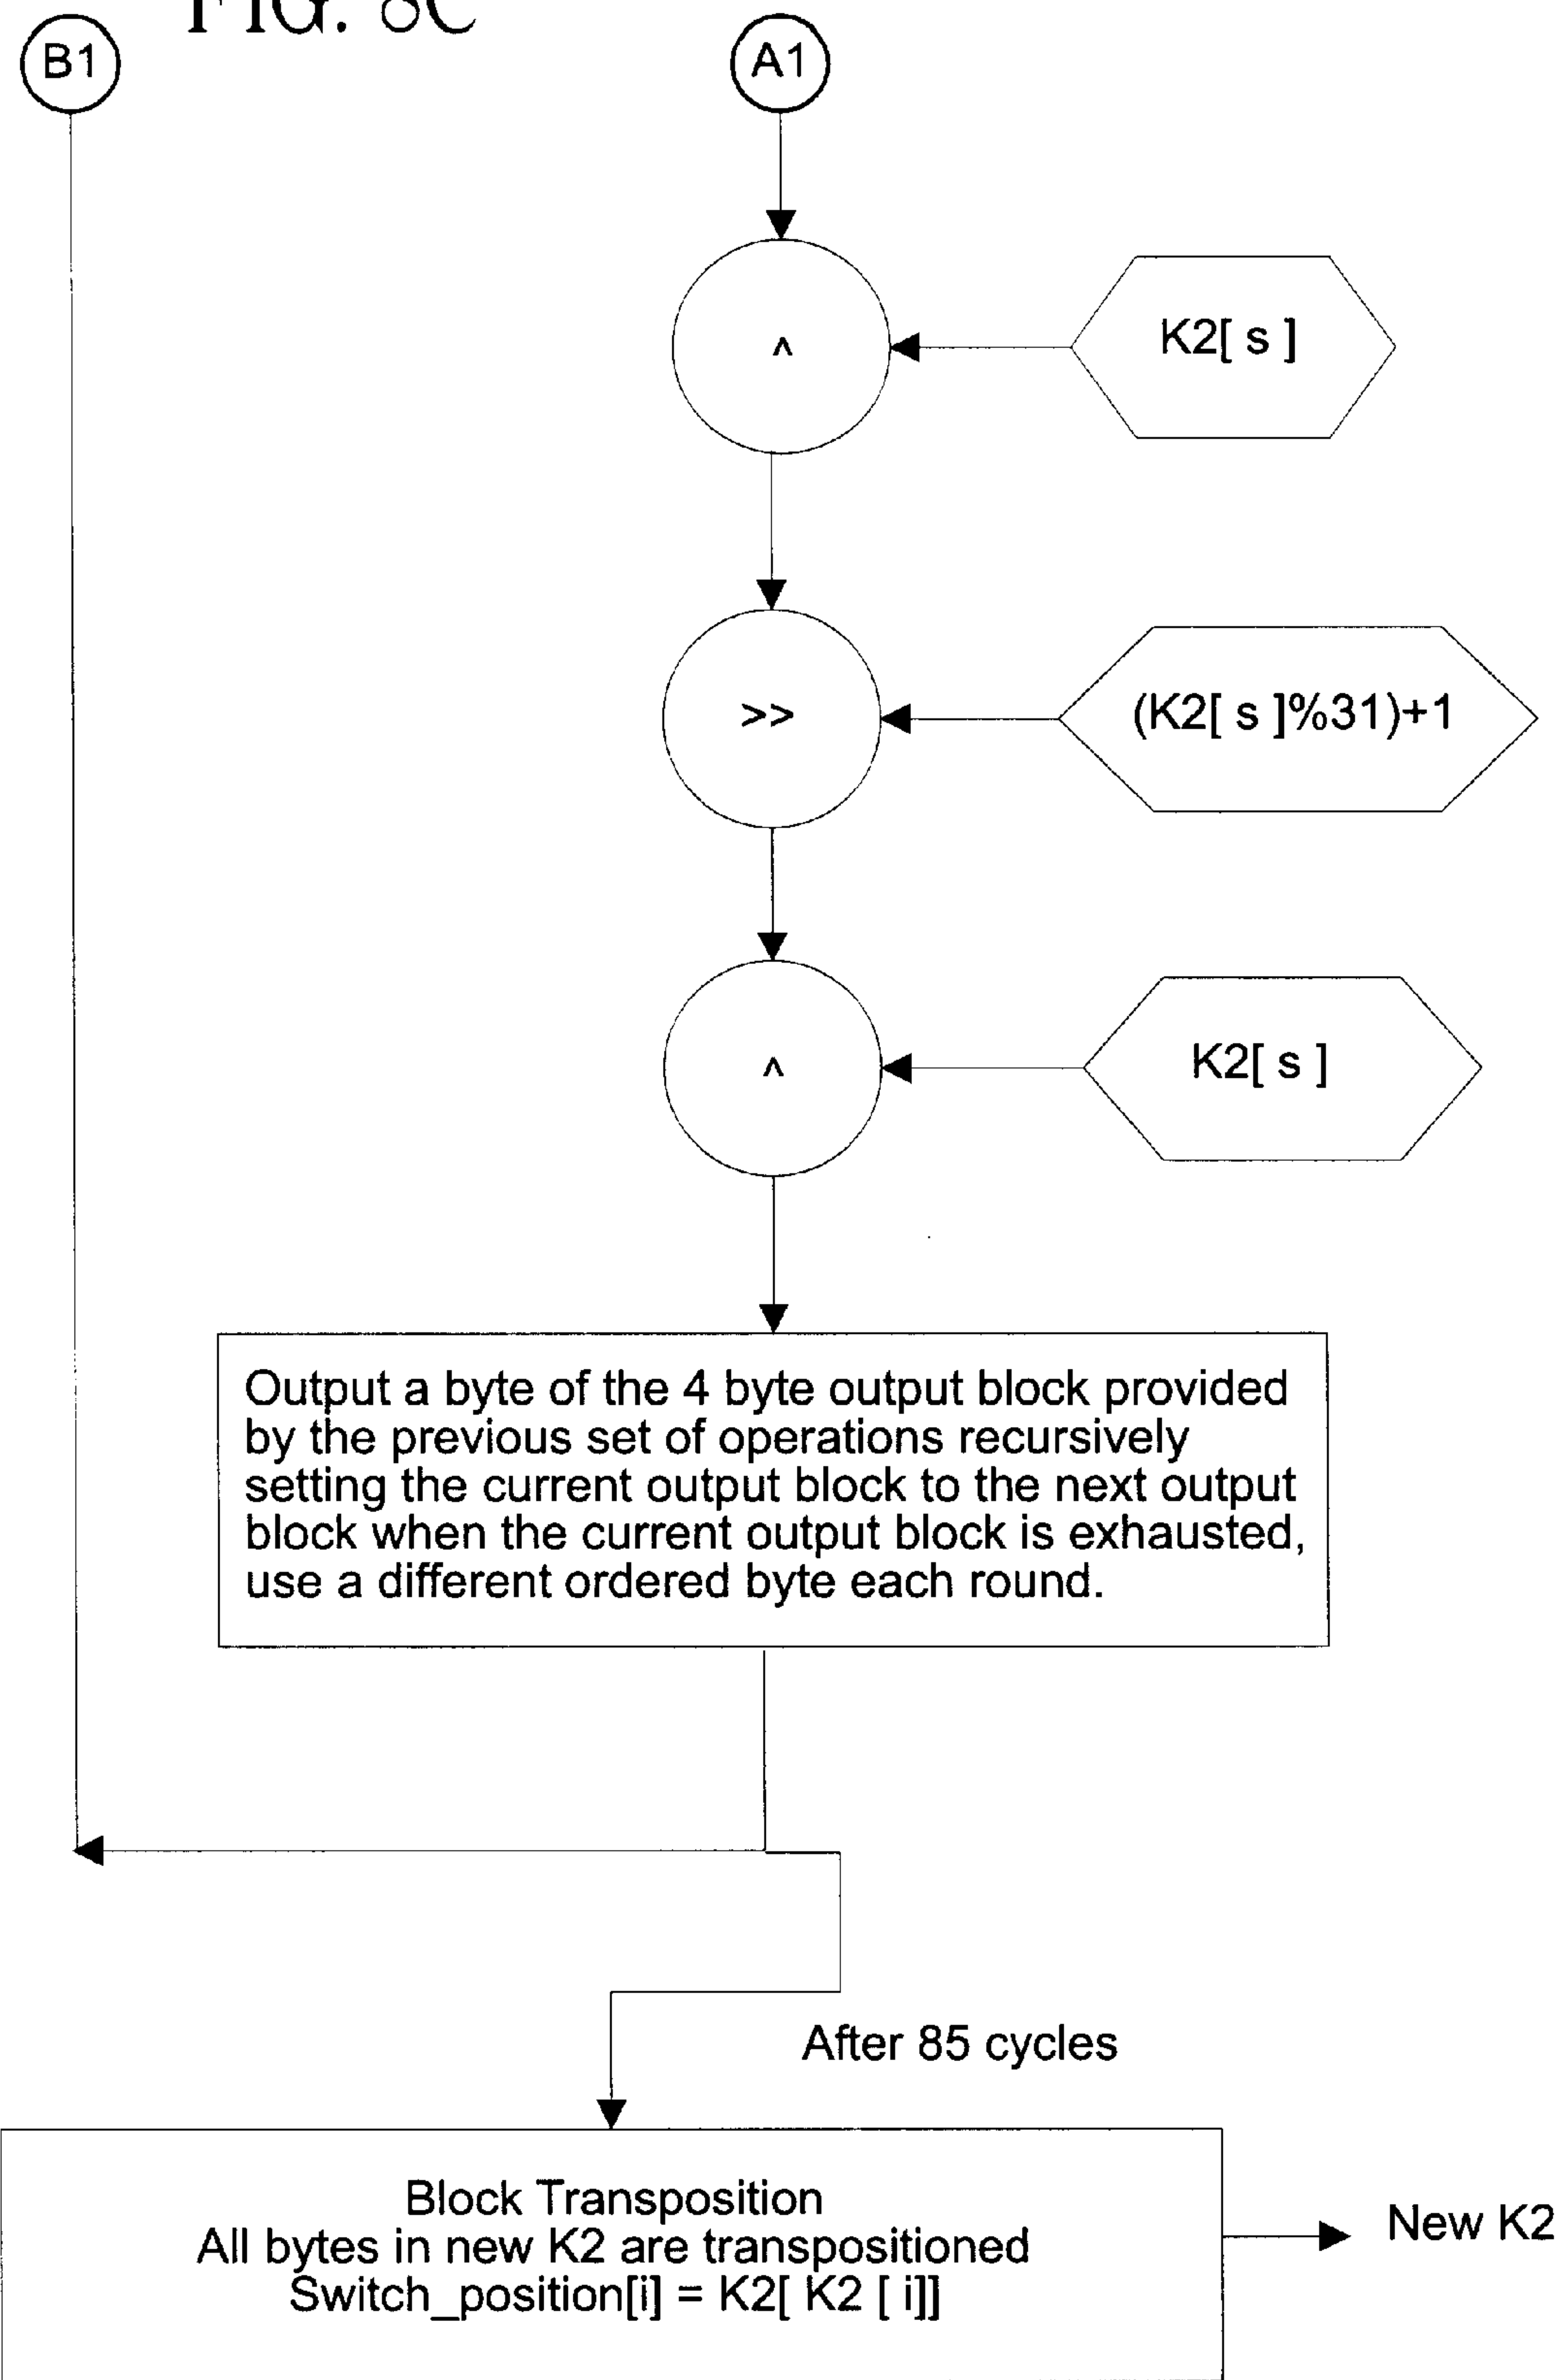 FIG. 8C
B1
A1
^
K2[ s ]
>>
(K2[ s ]%31)+1
^
K2[ s ]
Output a byte of the 4 byte output block provided
by the previous set of operations recursively
setting the current output block to the next output
block when the current output block is exhausted,
use a different ordered byte each round.
After 85 cycles
Block Transposition
All bytes in new K2 are transpositioned
Switch_position[i] = K2[ K2 [ i]]
New K2